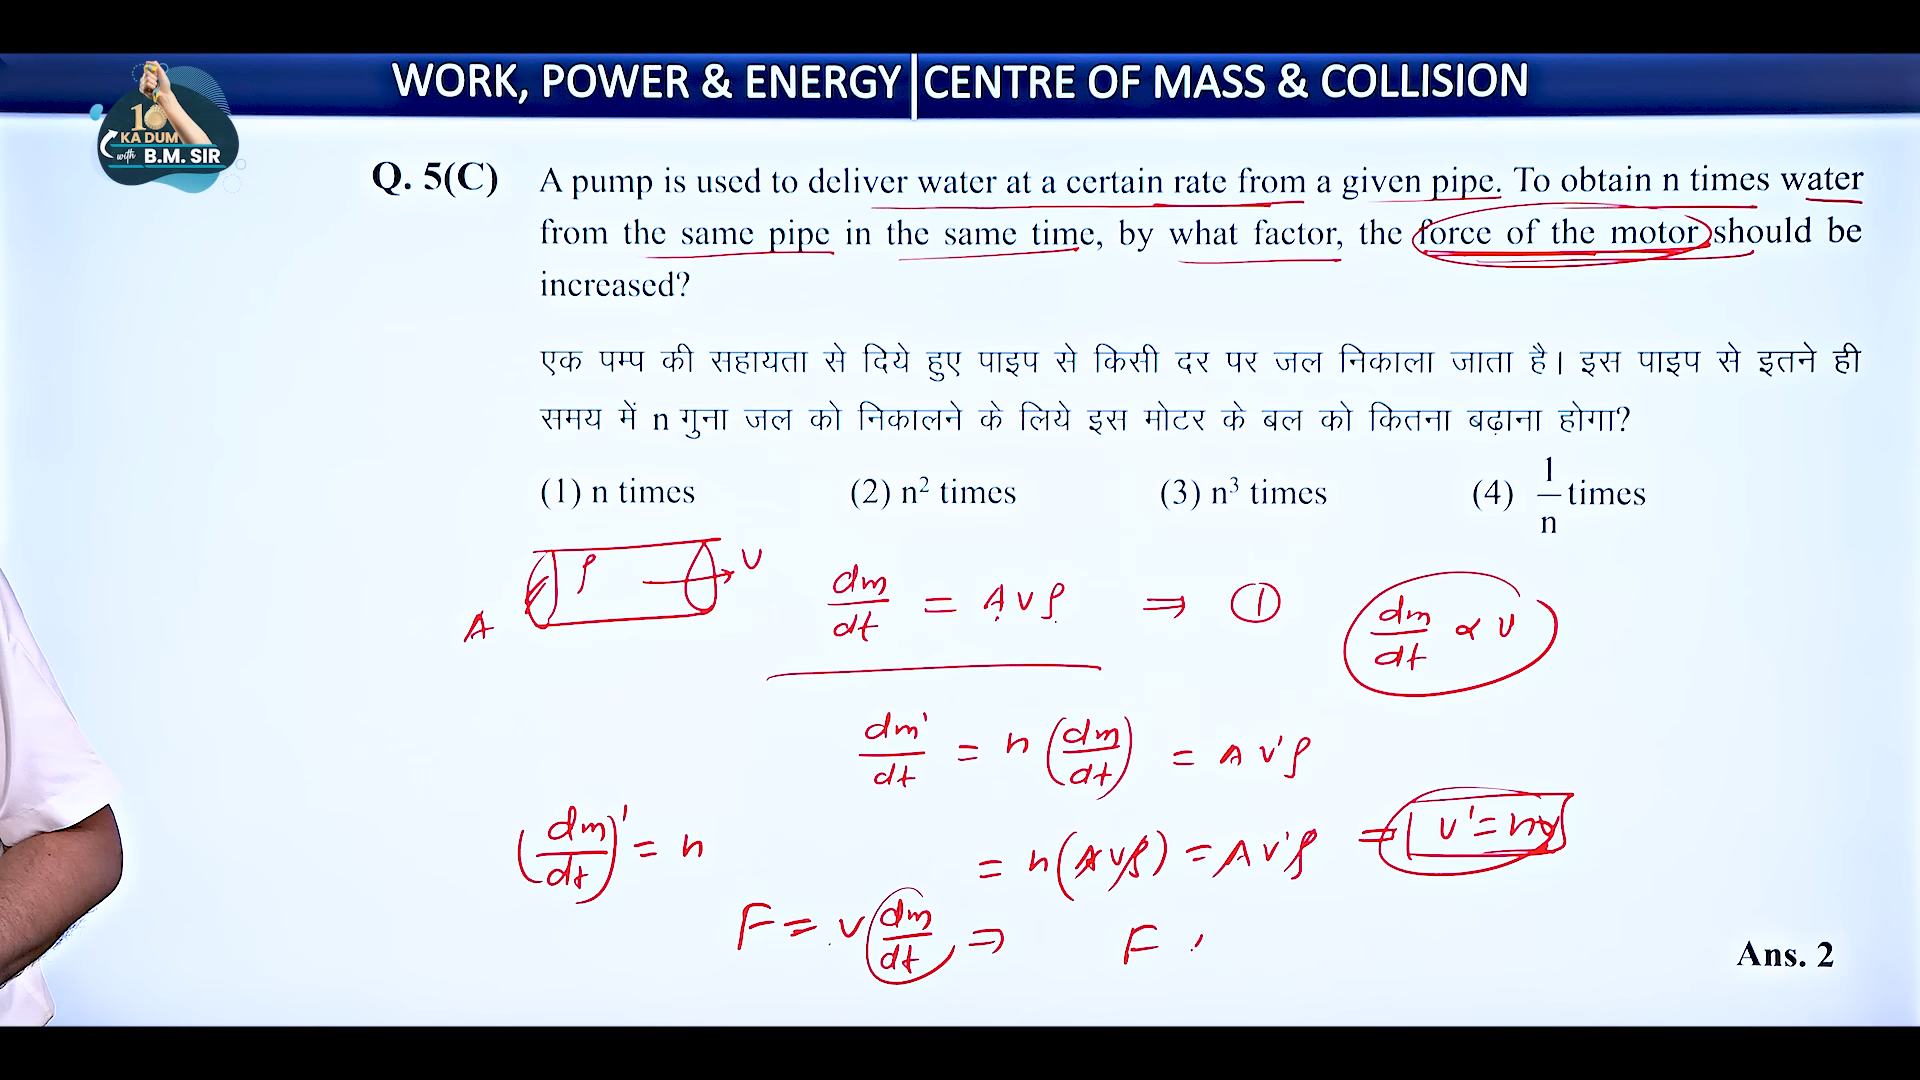 WORK, POWER & ENERGY | CENTRE OF MASS & COLLISION
10
KA DUM
with B.M. SIR
Q. 5(C) A pump is used to deliver water at a certain rate from a given pipe. To obtain n times water
from the same pipe in the same time, by what factor, the force of the motor should be
increased?
एक पम्प की सहायता से दिये हुए पाइप से किसी दर पर जल निकाला जाता है। इस पाइप से इतने ही
समय में n गुना जल को निकालने के लिये इस मोटर के बल को कितना बढ़ाना होगा?
(1) n times (2) n² times (3) n³ times (4) 1/n times
A ρ v dm/dt = A v ρ ⇒ ① dm/dt ∝ v
dm'/dt = n (dm/dt) = A v' ρ
(dm/dt)' = n = n (A v ρ) = A v' ρ ⇒ v' = nv
F = v dm/dt ⇒ F
Ans. 2